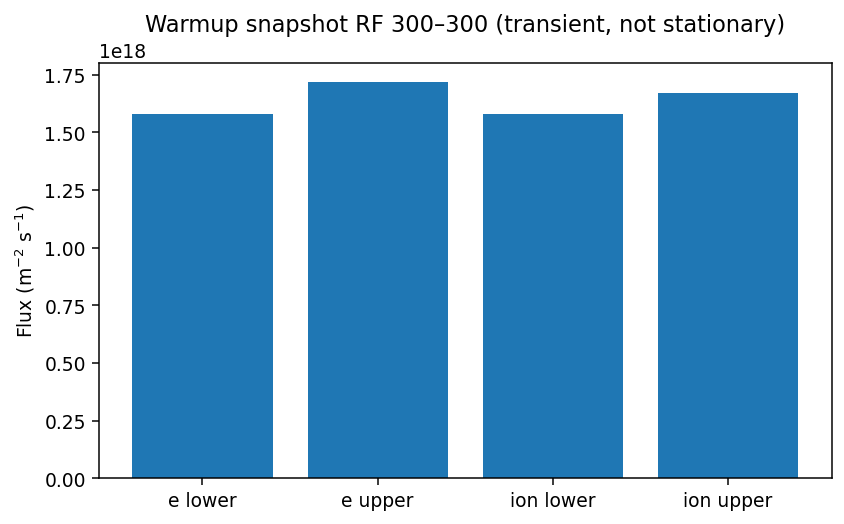 Warmup snapshot RF 300–300 (transient, not stationary)
1e18
1.75
1.50
1.25
1.00
0.75
0.50
0.25
0.00
Flux (m⁻² s⁻¹)
e lower
e upper
ion lower
ion upper